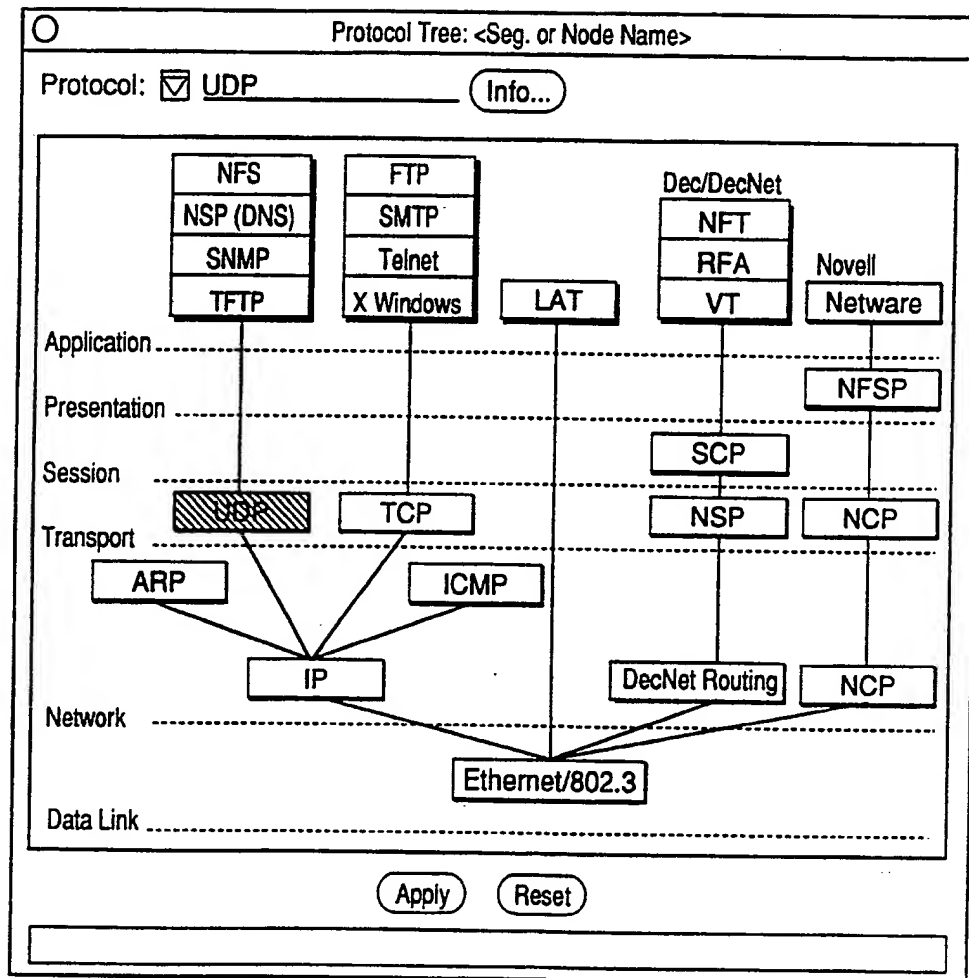 Protocol Tree: <Seg. or Node Name>
Protocol: UDP Info...
NFS
NSP (DNS)
SNMP
TFTP
FTP
SMTP
Telnet
X Windows
LAT
Dec/DecNet
NFT
RFA
VT
Novell
Netware
Application
NFSP
Presentation
SCP
Session
UDP
TCP
NSP
NCP
Transport
ARP
ICMP
IP
DecNet Routing
NCP
Network
Ethernet/802.3
Data Link
Apply
Reset